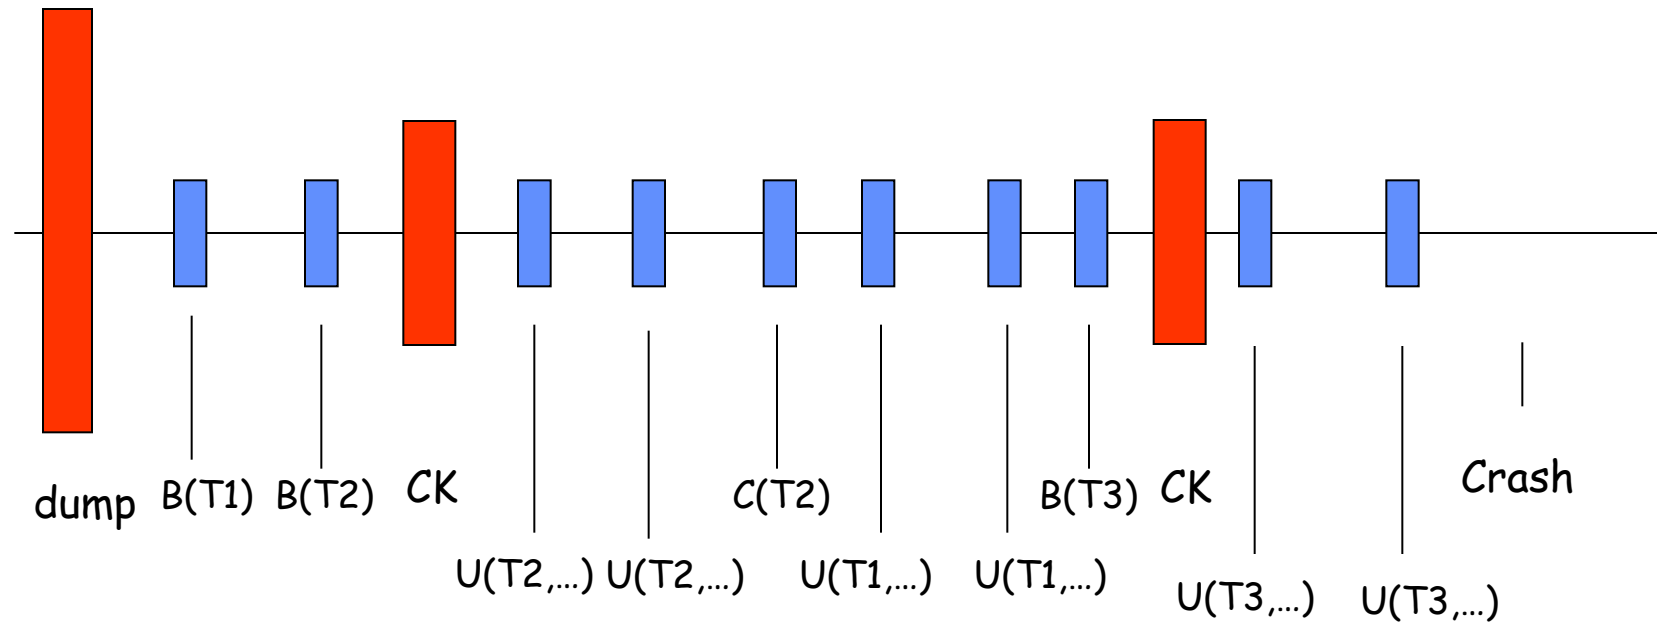 dump B(T1) B(T2) CK C(T2) B(T3) CK Crash
U(T2,...) U(T2,...) U(T1,...) U(T1,...) U(T3,...) U(T3,...)